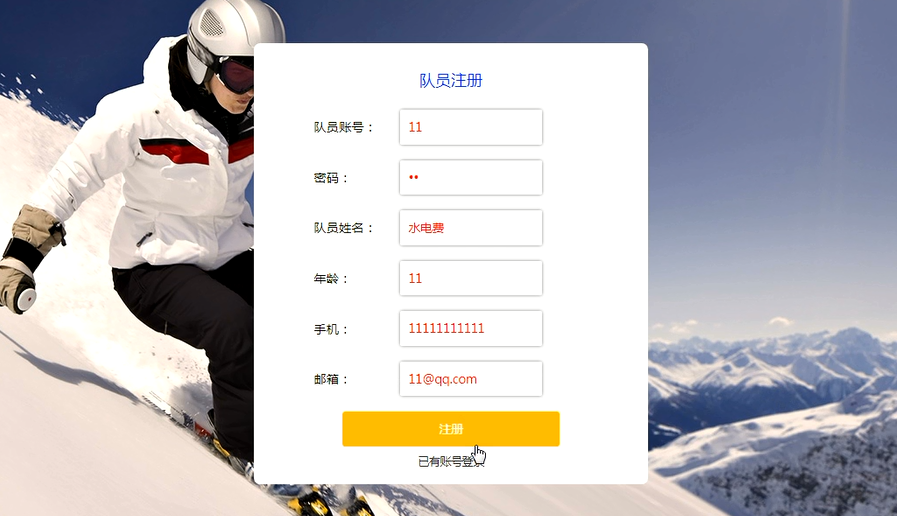 队员注册
队员账号： 11
密码： ••
队员姓名： 水电费
年龄： 11
手机： 11111111111
邮箱： 11@qq.com
注册
已有账号登录